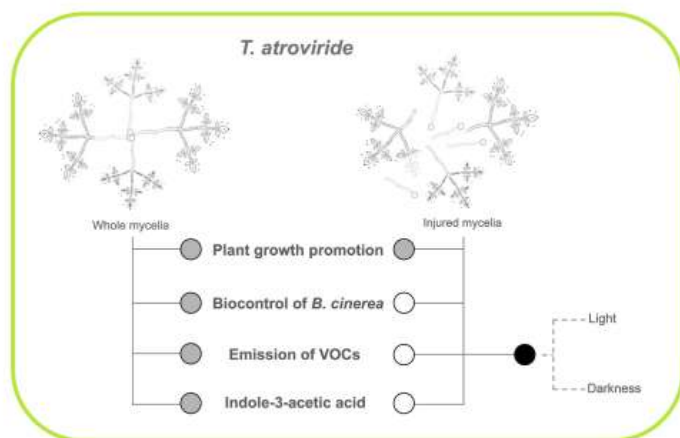 T. atroviride
Whole mycelia
Injured mycelia
Plant growth promotion
Biocontrol of B. cinerea
Emission of VOCs
Indole-3-acetic acid
Light
Darkness